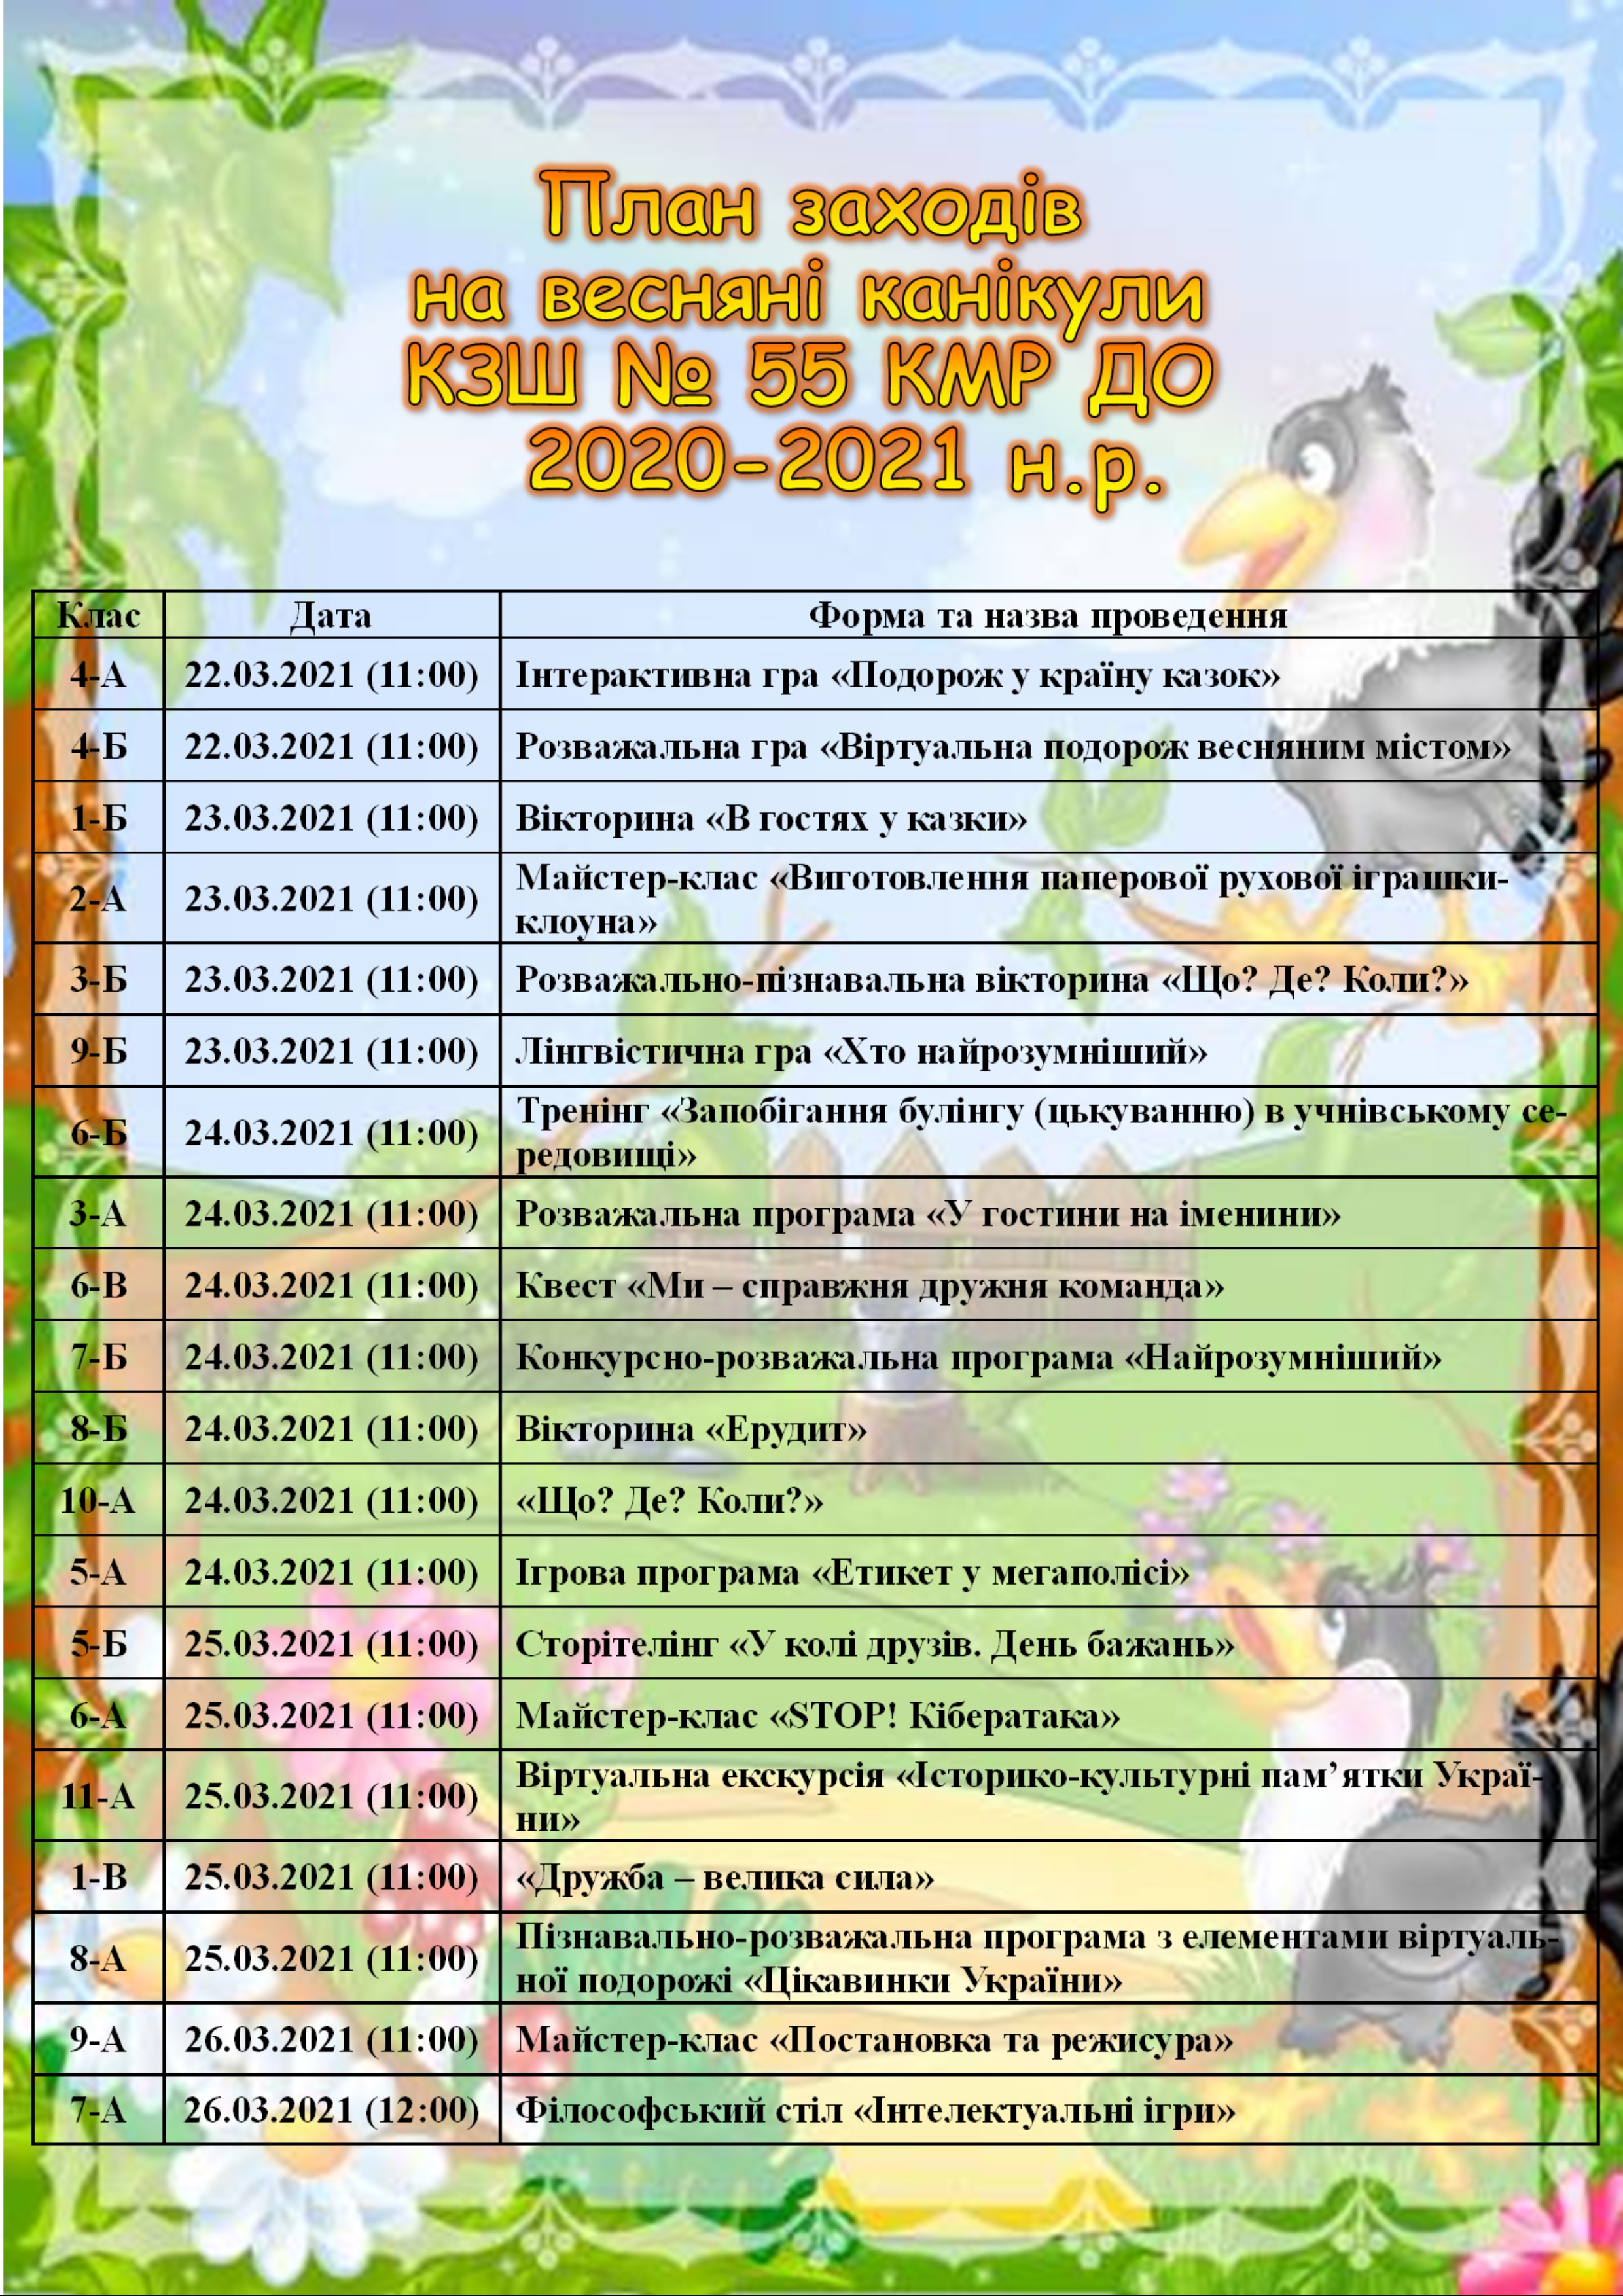 План заходів
на весняні канікули
КЗШ № 55 КМР ДО
2020-2021 н.р.
Клас Дата Форма та назва проведення
4-А 22.03.2021 (11:00) Інтерактивна гра «Подорож у країну казок»
4-Б 22.03.2021 (11:00) Розважальна гра «Віртуальна подорож весняним містом»
1-Б 23.03.2021 (11:00) Вікторина «В гостях у казки»
2-А 23.03.2021 (11:00) Майстер-клас «Виготовлення паперової рухової іграшки-
клоуна»
3-Б 23.03.2021 (11:00) Розважально-пізнавальна вікторина «Що? Де? Коли?»
9-Б 23.03.2021 (11:00) Лінгвістична гра «Хто найрозумніший»
6-Б 24.03.2021 (11:00) Тренінг «Запобігання булінгу (цькуванню) в учнівському се-
редовищі»
3-А 24.03.2021 (11:00) Розважальна програма «У гостини на іменини»
6-В 24.03.2021 (11:00) Квест «Ми – справжня дружня команда»
7-Б 24.03.2021 (11:00) Конкурсно-розважальна програма «Найрозумніший»
8-Б 24.03.2021 (11:00) Вікторина «Ерудит»
10-А 24.03.2021 (11:00) «Що? Де? Коли?»
5-А 24.03.2021 (11:00) Ігрова програма «Етикет у мегаполісі»
5-Б 25.03.2021 (11:00) Сторітелінг «У колі друзів. День бажань»
6-А 25.03.2021 (11:00) Майстер-клас «STOP! Кібератака»
11-А 25.03.2021 (11:00) Віртуальна екскурсія «Історико-культурні пам’ятки Украї-
ни»
1-В 25.03.2021 (11:00) «Дружба – велика сила»
8-А 25.03.2021 (11:00) Пізнавально-розважальна програма з елементами віртуаль-
ної подорожі «Цікавинки України»
9-А 26.03.2021 (11:00) Майстер-клас «Постановка та режисура»
7-А 26.03.2021 (12:00) Філософський стіл «Інтелектуальні ігри»